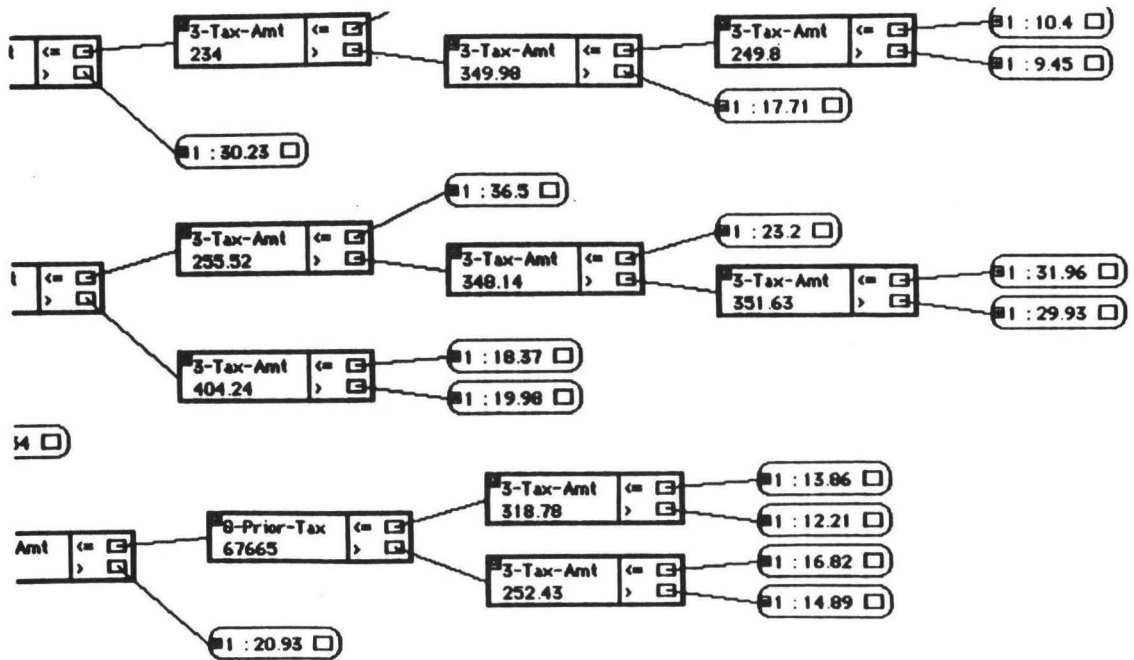 3-Tax-Amt
234
<=
>
3-Tax-Amt
349.98
<=
>
3-Tax-Amt
249.8
<=
>
1 : 10.4
1 : 9.45
1 : 17.71
<=
>
1 : 30.23
1 : 36.5
3-Tax-Amt
255.52
<=
>
3-Tax-Amt
348.14
<=
>
1 : 23.2
3-Tax-Amt
351.63
<=
>
1 : 31.96
1 : 29.93
<=
>
3-Tax-Amt
404.24
<=
>
1 : 18.37
1 : 19.98
54
Amt
<=
>
8-Prior-Tax
67665
<=
>
3-Tax-Amt
318.78
<=
>
1 : 13.86
1 : 12.21
3-Tax-Amt
252.43
<=
>
1 : 16.82
1 : 14.89
1 : 20.93